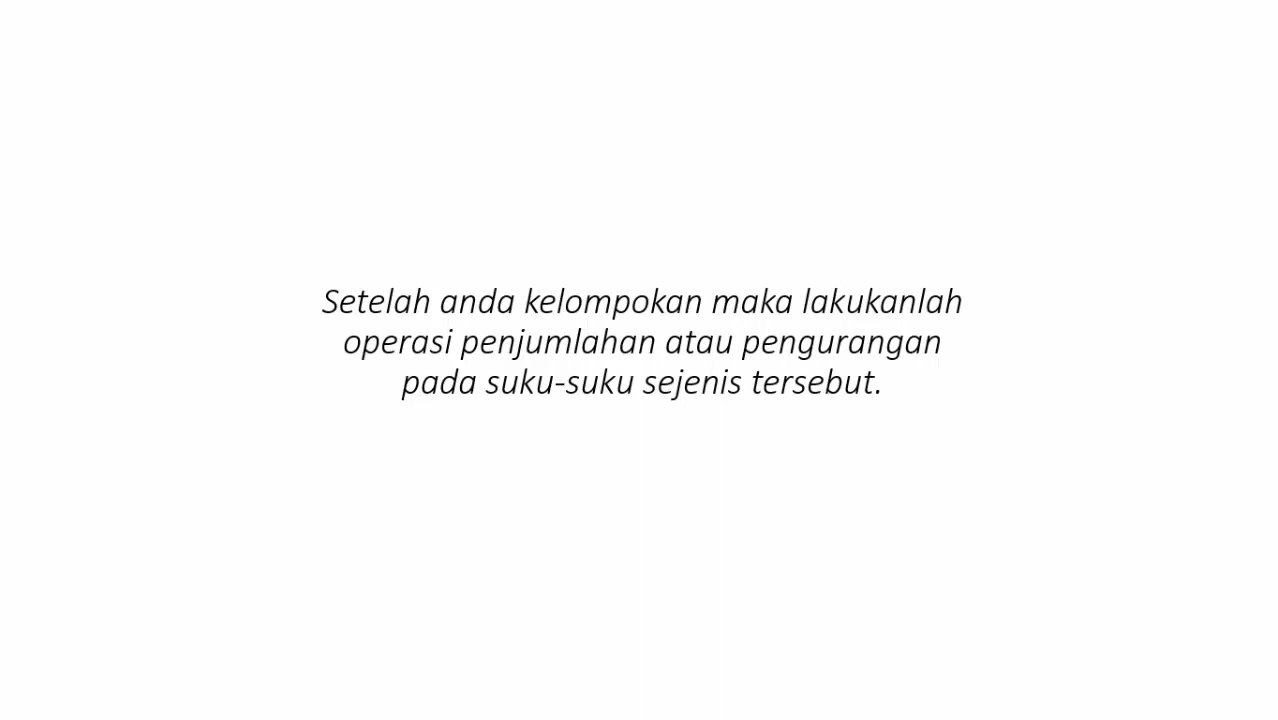 Setelah anda kelompokan maka lakukanlah
operasi penjumlahan atau pengurangan
pada suku-suku sejenis tersebut.